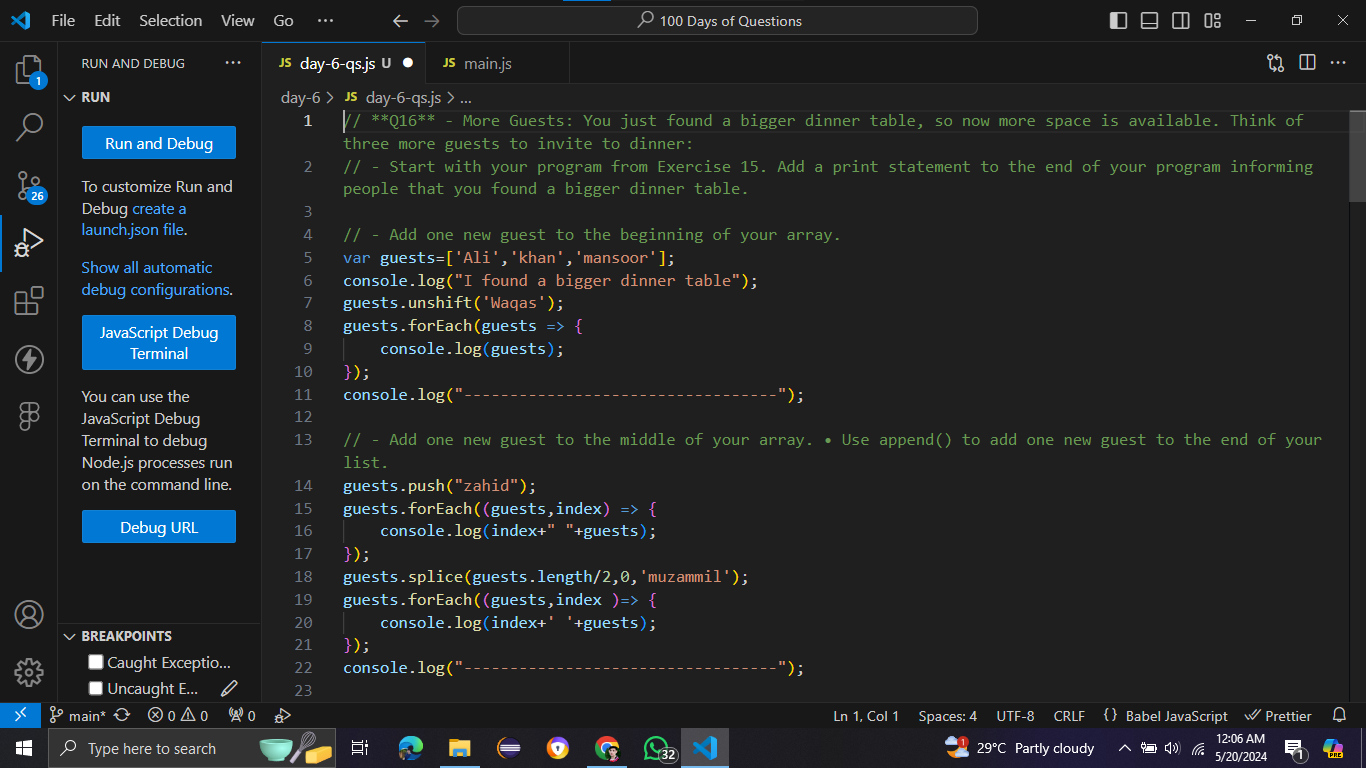 File Edit Selection View Go ···
100 Days of Questions
RUN AND DEBUG ···
RUN
Run and Debug
To customize Run and
Debug create a
launch.json file.
Show all automatic
debug configurations.
JavaScript Debug
Terminal
You can use the
JavaScript Debug
Terminal to debug
Node.js processes run
on the command line.
Debug URL
BREAKPOINTS
Caught Exceptio...
Uncaught E...
1
26
JS day-6-qs.js U ●
JS main.js
···
day-6 > JS day-6-qs.js > ...
1 // **Q16** - More Guests: You just found a bigger dinner table, so now more space is available. Think of
three more guests to invite to dinner:
2 // - Start with your program from Exercise 15. Add a print statement to the end of your program informing
people that you found a bigger dinner table.
3
4 // - Add one new guest to the beginning of your array.
5 var guests=['Ali','khan','mansoor'];
6 console.log("I found a bigger dinner table");
7 guests.unshift('Waqas');
8 guests.forEach(guests => {
9     console.log(guests);
10 });
11 console.log("----------------------------------");
12
13 // - Add one new guest to the middle of your array. • Use append() to add one new guest to the end of your
list.
14 guests.push("zahid");
15 guests.forEach((guests,index) => {
16     console.log(index+" "+guests);
17 });
18 guests.splice(guests.length/2,0,'muzammil');
19 guests.forEach((guests,index )=> {
20     console.log(index+' '+guests);
21 });
22 console.log("----------------------------------");
23
main* 0 0 0
Ln 1, Col 1 Spaces: 4 UTF-8 CRLF {} Babel JavaScript Prettier
Type here to search
32
1
29°C Partly cloudy
12:06 AM
5/20/2024
1
PRE